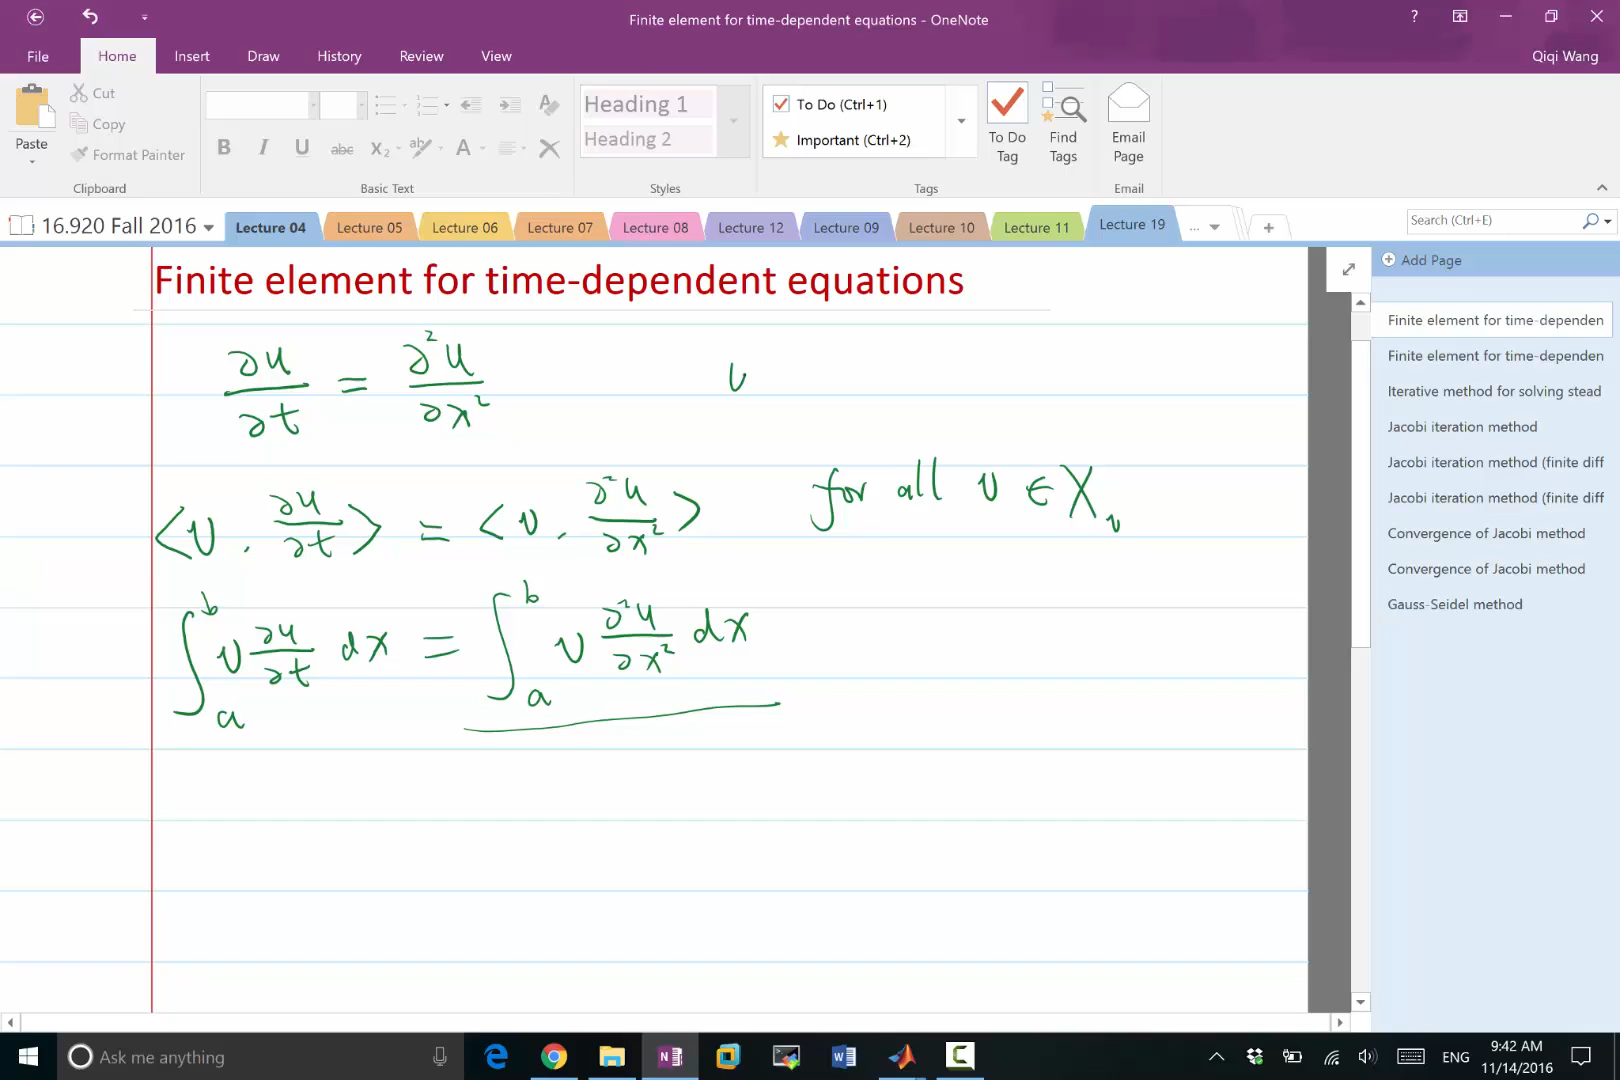 Finite element for time-dependent equations - OneNote
?
File
Home
Insert
Draw
History
Review
View
Qiqi Wang
Paste
Cut
Copy
Format Painter
Clipboard
B I U abc X₂ A
Basic Text
Heading 1
Heading 2
Styles
To Do (Ctrl+1)
Important (Ctrl+2)
To Do Tag
Find Tags
Tags
Email Page
Email
16.920 Fall 2016
Lecture 04
Lecture 05
Lecture 06
Lecture 07
Lecture 08
Lecture 12
Lecture 09
Lecture 10
Lecture 11
Lecture 19
...
Search (Ctrl+E)
Finite element for time-dependent equations
∂u/∂t = ∂²u/∂x²
<v, ∂u/∂t> = <v, ∂²u/∂x²> for all v ∈ X_v
∫_a^b v ∂u/∂t dx = ∫_a^b v ∂²u/∂x² dx
Add Page
Finite element for time-dependen
Finite element for time-dependen
Iterative method for solving stead
Jacobi iteration method
Jacobi iteration method (finite diff
Jacobi iteration method (finite diff
Convergence of Jacobi method
Convergence of Jacobi method
Gauss-Seidel method
Ask me anything
ENG
9:42 AM
11/14/2016